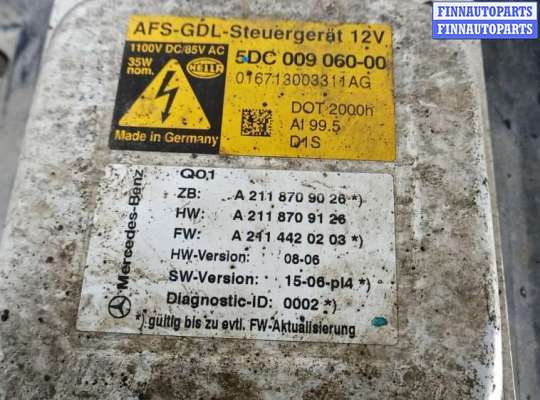 FINNAUTOPARTS
FINNAUTOPARTS
FINNAUTOPARTS
AFS-GDL-Steuergerät 12V
1100V DC/85V AC
35W
nom.
HELLA
5DC 009 060-00
016713003311AG
DOT 2000h
AI 99.5
D1S
Made in Germany
Mercedes-Benz
Q01
ZB: A 211 870 90 26 *)
HW: A 211 870 91 26
FW: A 211 442 02 03 *)
HW-Version: 08-06
SW-Version: 15-06-pl4 *)
Diagnostic-ID: 0002 *)
*) gültig bis zu evtl. FW-Aktualisierung